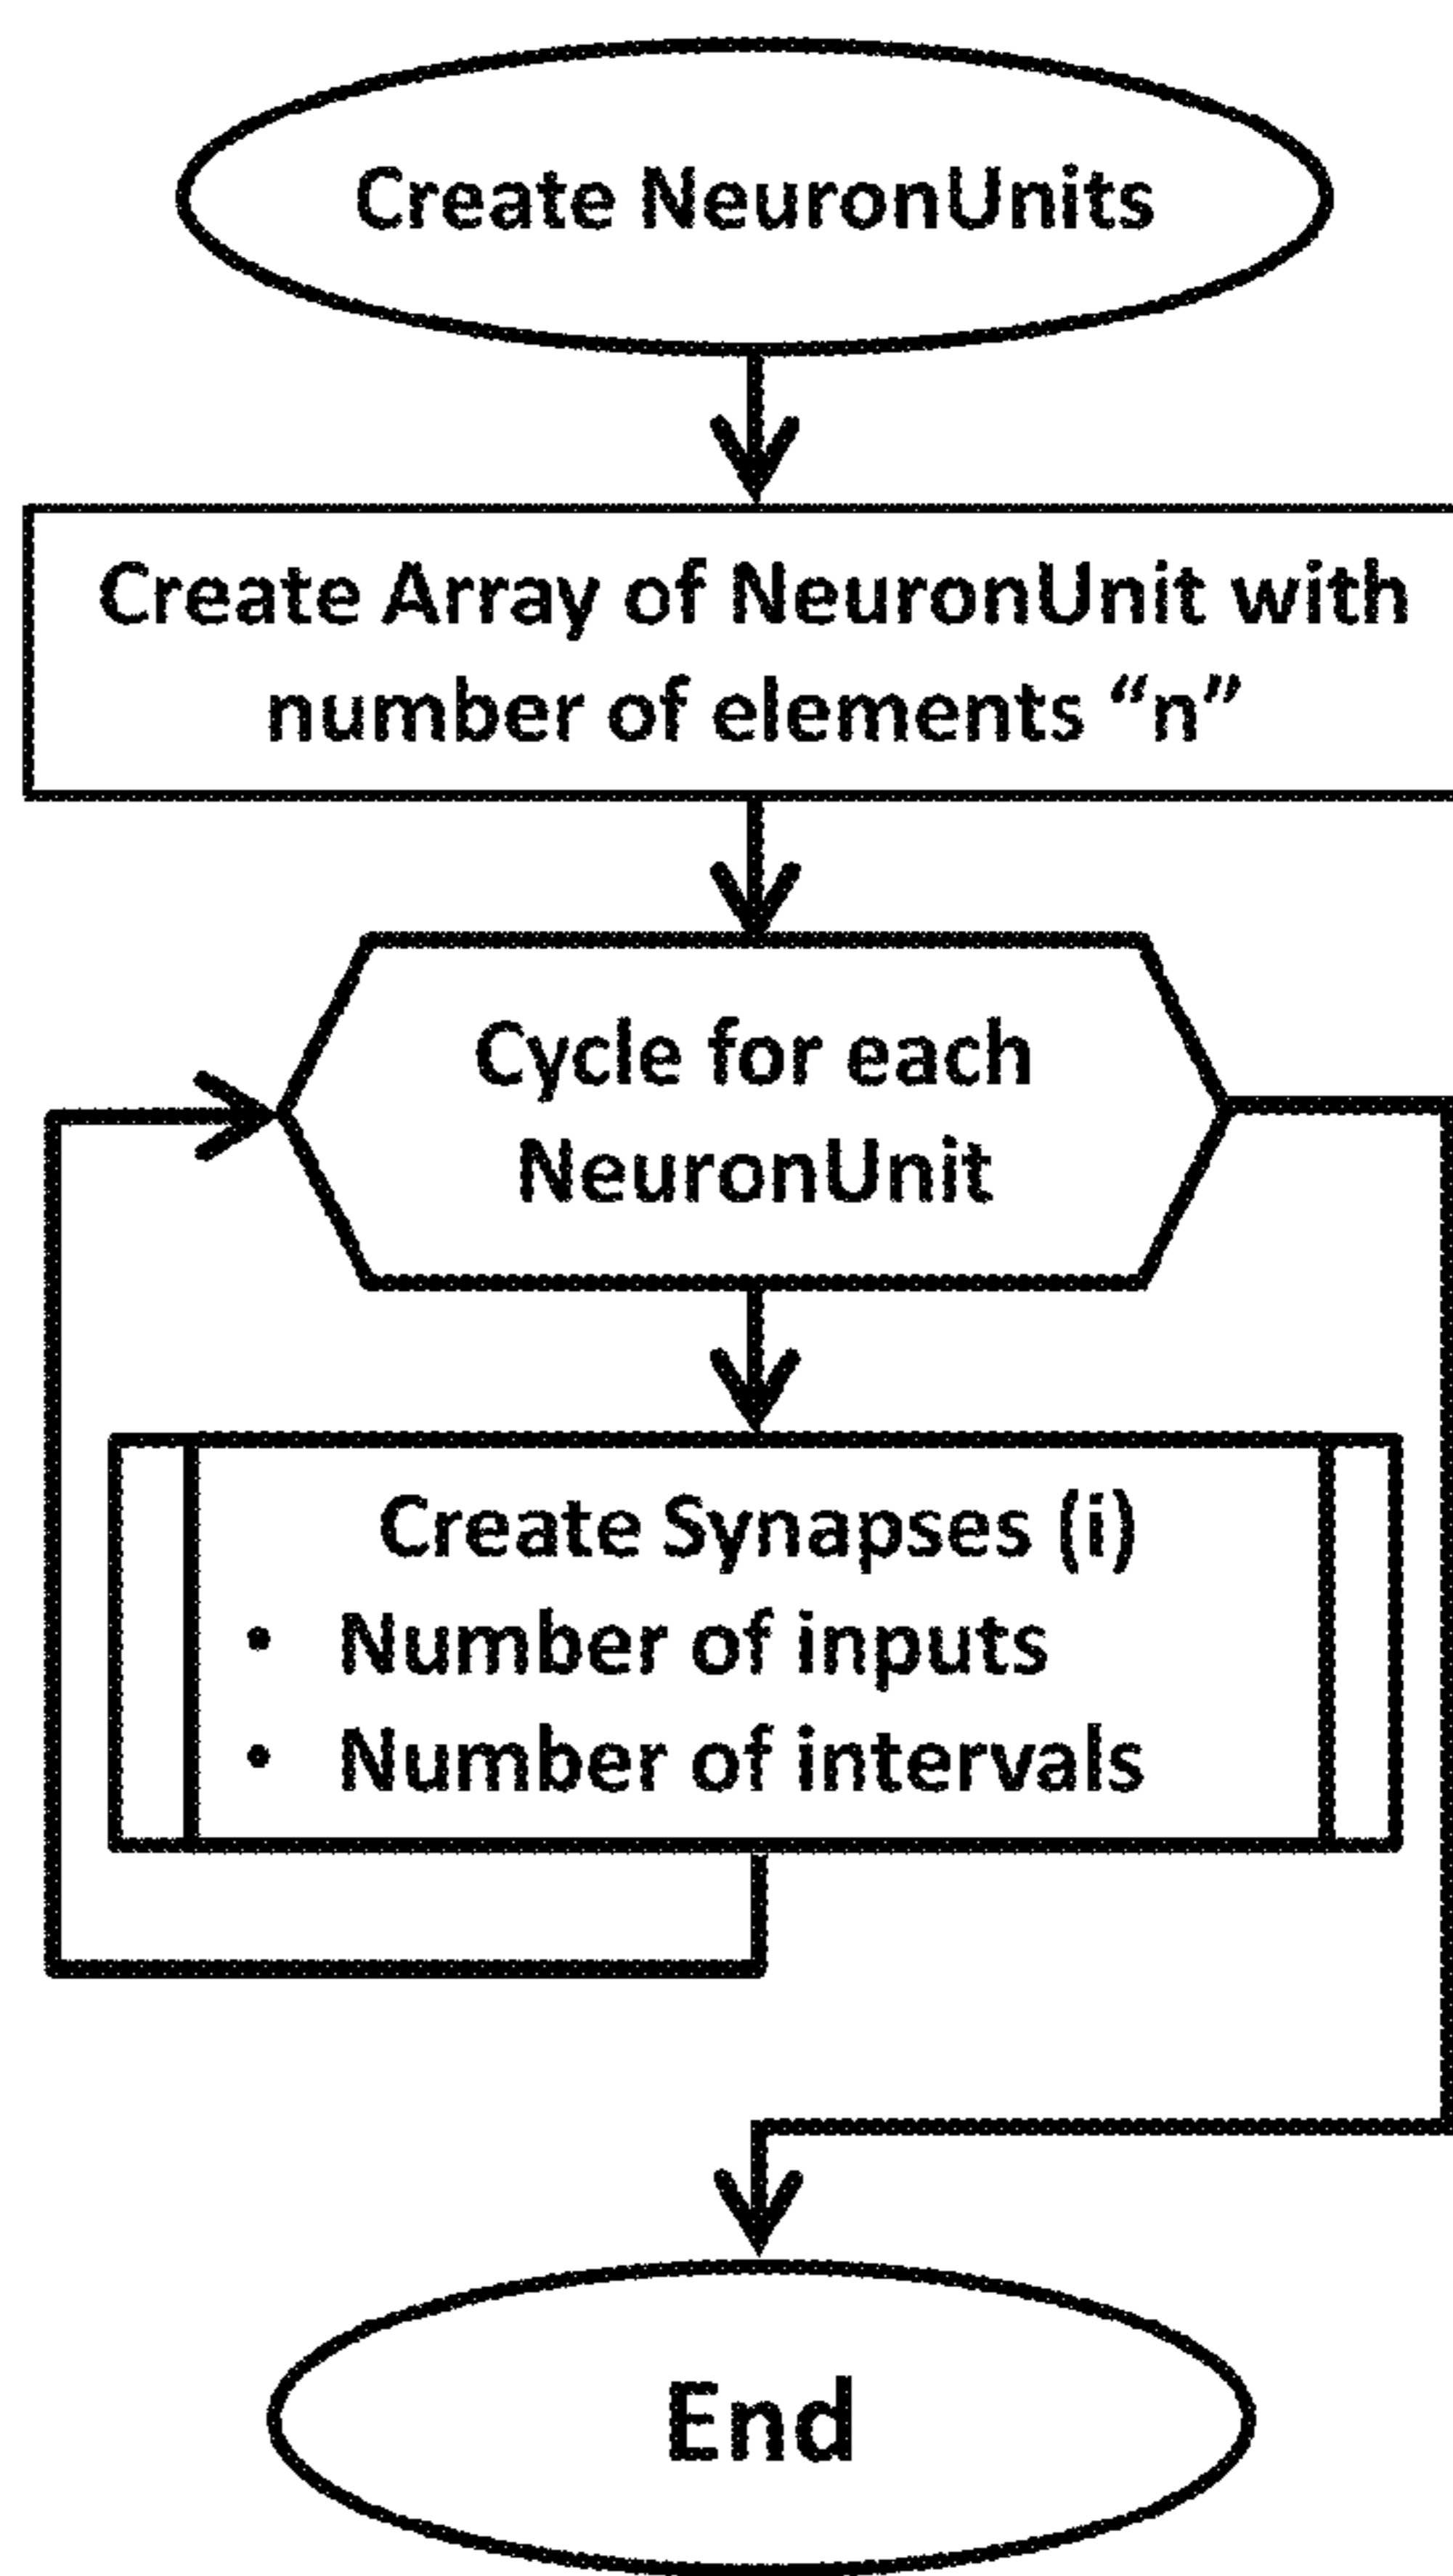 Create NeuronUnits
Create Array of NeuronUnit with
number of elements “n”
Cycle for each
NeuronUnit
Create Synapses (i)
• Number of inputs
• Number of intervals
End